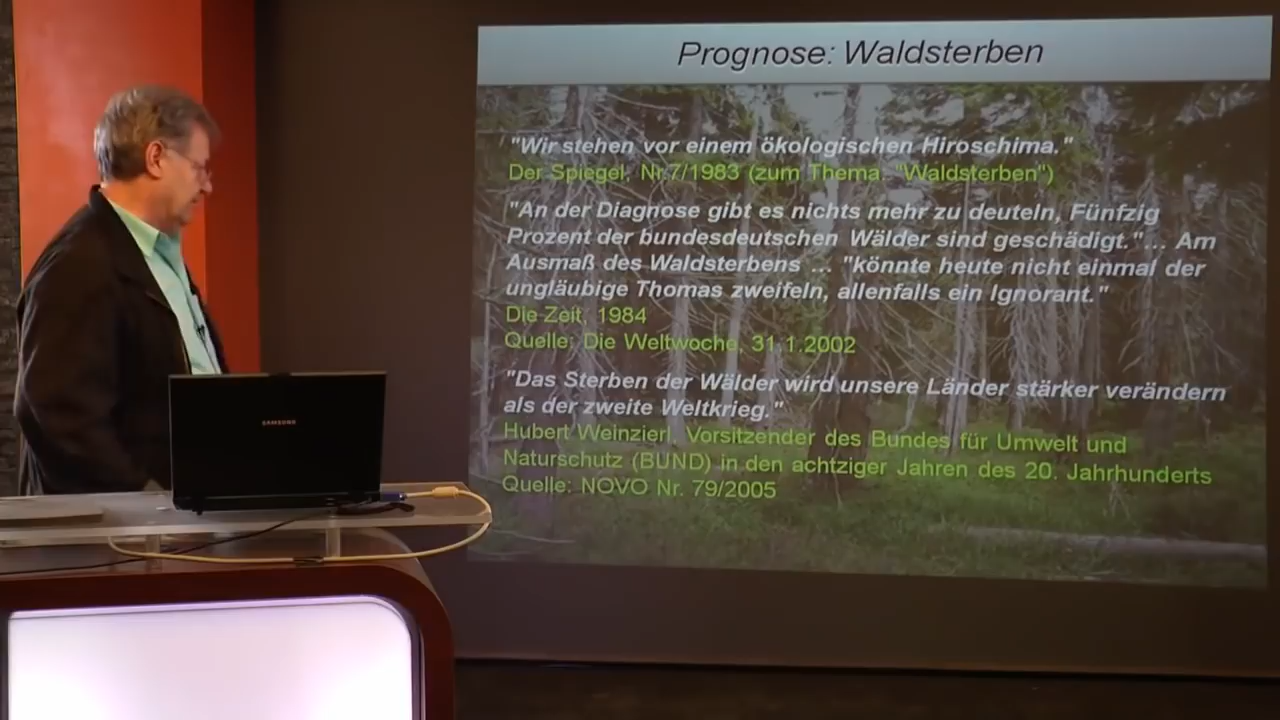 Prognose: Waldsterben
"Wir stehen vor einem ökologischen Hiroschima."
Der Spiegel, Nr.7/1983 (zum Thema: "Waldsterben")
"An der Diagnose gibt es nichts mehr zu deuteln, Fünfzig
Prozent der bundesdeutschen Wälder sind geschädigt."... Am
Ausmaß des Waldsterbens ... "könnte heute nicht einmal der
ungläubige Thomas zweifeln, allenfalls ein Ignorant."
Die Zeit, 1984
Quelle: Die Weltwoche, 31.1.2002
"Das Sterben der Wälder wird unsere Länder stärker verändern
als der zweite Weltkrieg."
Hubert Weinzierl, Vorsitzender des Bundes für Umwelt und
Naturschutz (BUND) in den achtziger Jahren des 20. Jahrhunderts
Quelle: NOVO Nr. 79/2005
SAMSUNG